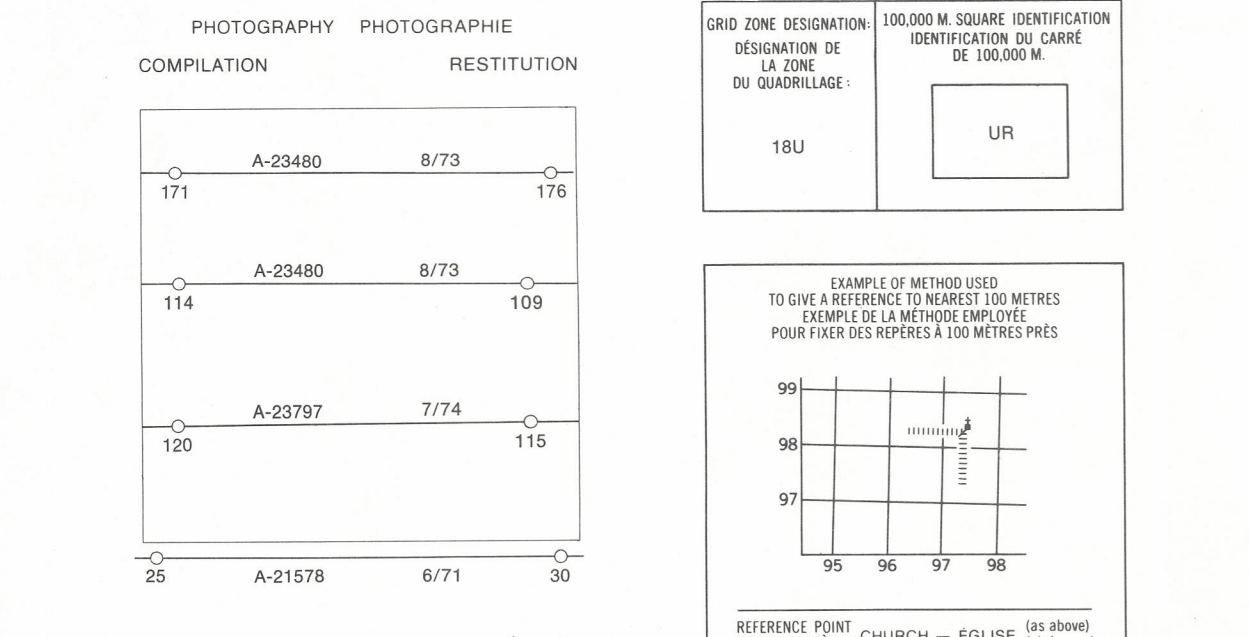 PHOTOGRAPHY PHOTOGRAPHIE
COMPILATION RESTITUTION
A-23480 8/73
171 176
A-23480 8/73
114 109
A-23797 7/74
120 115
25 A-21578 6/71 30
GRID ZONE DESIGNATION:
DÉSIGNATION DE
LA ZONE
DU QUADRILLAGE :
18U
100,000 M. SQUARE IDENTIFICATION
IDENTIFICATION DU CARRÉ
DE 100,000 M.
UR
EXAMPLE OF METHOD USED
TO GIVE A REFERENCE TO NEAREST 100 METRES
EXEMPLE DE LA MÉTHODE EMPLOYÉE
POUR FIXER DES REPÈRES À 100 MÈTRES PRÈS
99
98
97
95 96 97 98
REFERENCE POINT CHURCH — ÉGLISE (as above)